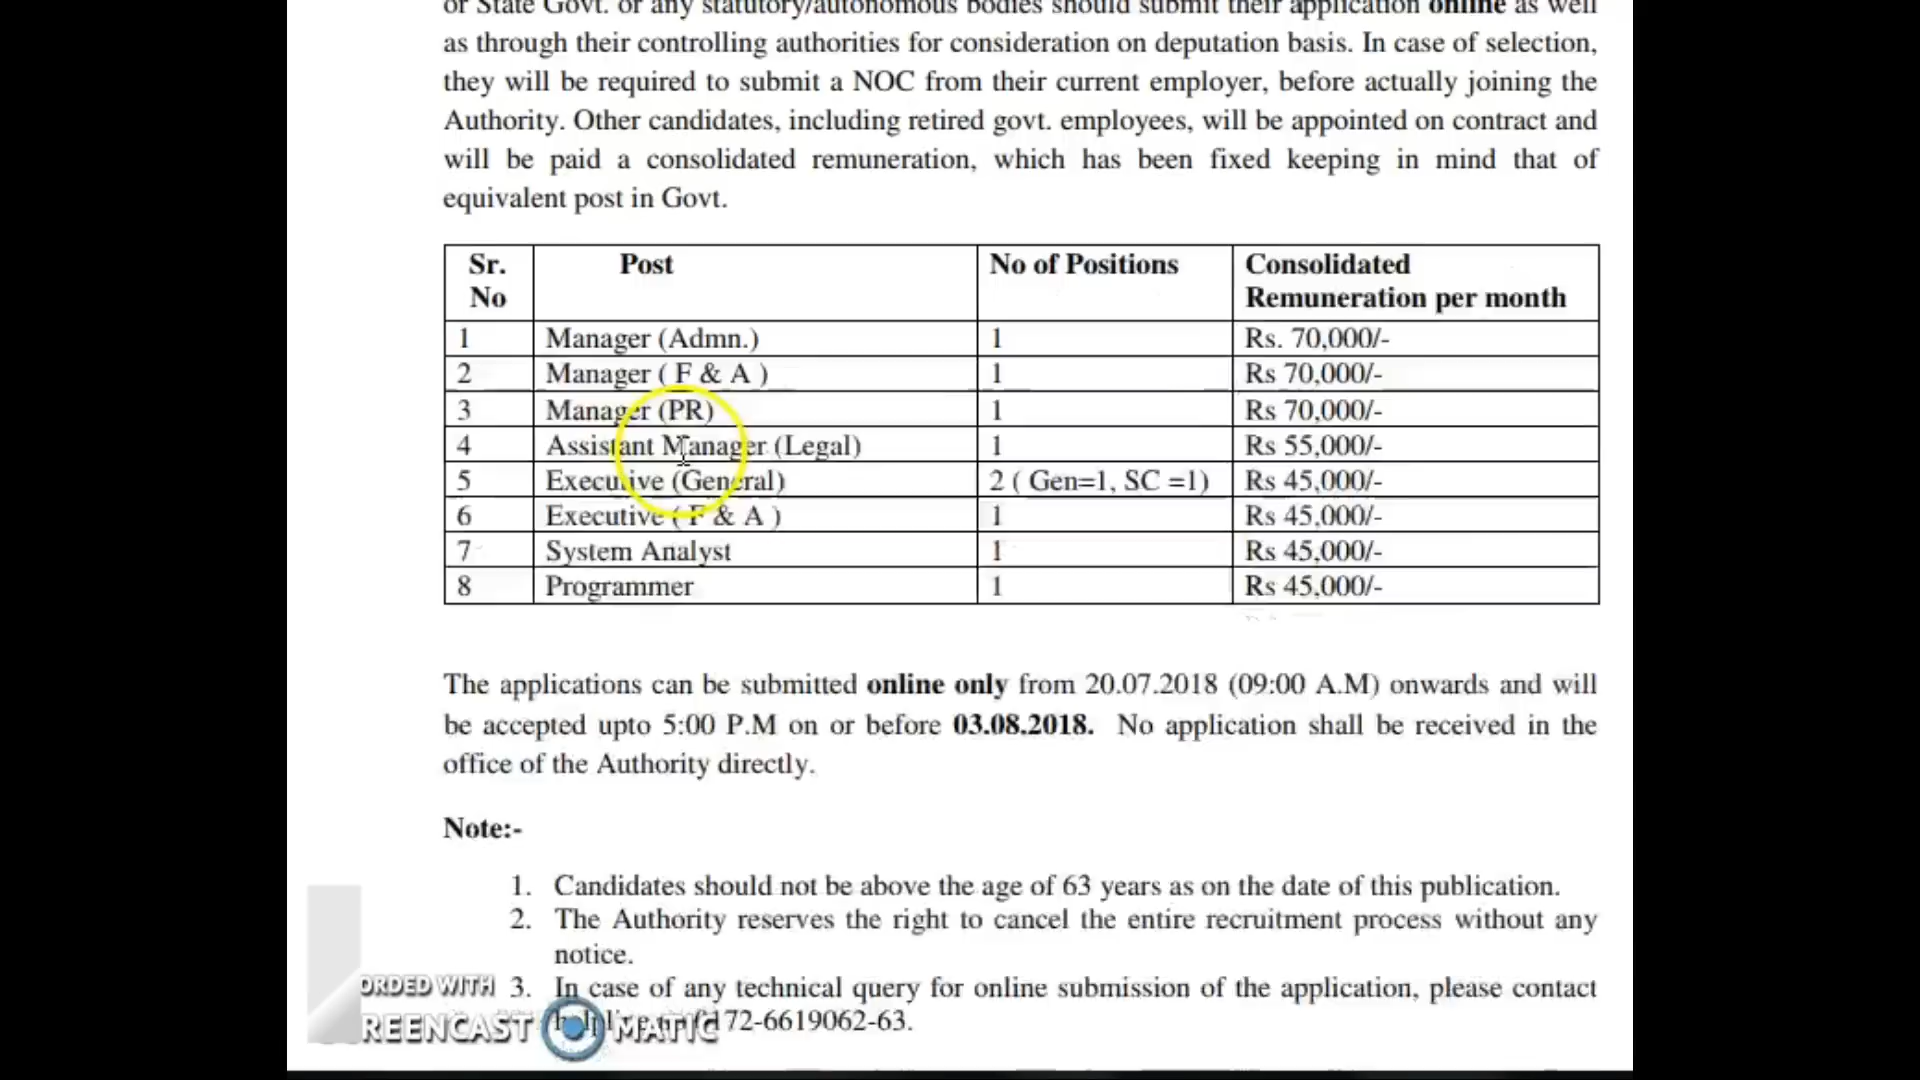 or State Govt. or any statutory/autonomous bodies should submit their application online as well
as through their controlling authorities for consideration on deputation basis. In case of selection,
they will be required to submit a NOC from their current employer, before actually joining the
Authority. Other candidates, including retired govt. employees, will be appointed on contract and
will be paid a consolidated remuneration, which has been fixed keeping in mind that of
equivalent post in Govt.
Sr. No Post No of Positions Consolidated Remuneration per month
1 Manager (Admn.) 1 Rs. 70,000/-
2 Manager ( F & A ) 1 Rs 70,000/-
3 Manager (PR) 1 Rs 70,000/-
4 Assistant Manager (Legal) 1 Rs 55,000/-
5 Executive (General) 2 ( Gen=1, SC =1) Rs 45,000/-
6 Executive ( F & A ) 1 Rs 45,000/-
7 System Analyst 1 Rs 45,000/-
8 Programmer 1 Rs 45,000/-
The applications can be submitted online only from 20.07.2018 (09:00 A.M) onwards and will
be accepted upto 5:00 P.M on or before 03.08.2018. No application shall be received in the
office of the Authority directly.
Note:-
1. Candidates should not be above the age of 63 years as on the date of this publication.
2. The Authority reserves the right to cancel the entire recruitment process without any
notice.
3. In case of any technical query for online submission of the application, please contact
172-6619062-63.
ORDED WITH
REENCAST MATIC